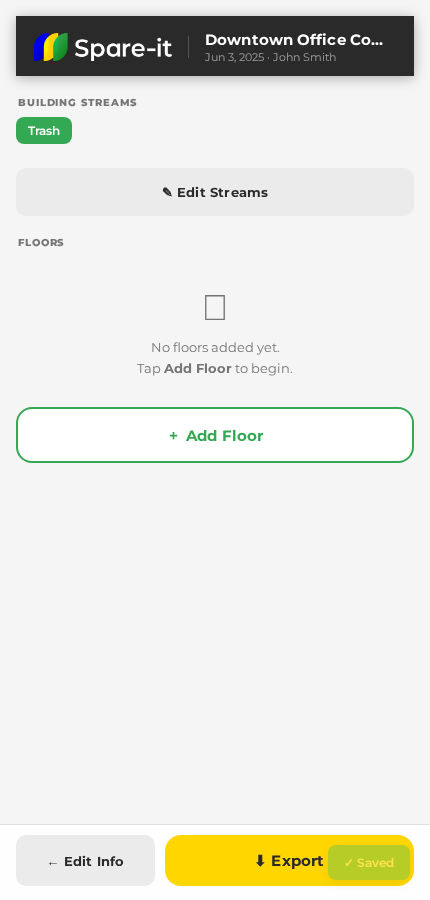 Spare-it
Downtown Office Co...
Jun 3, 2025 · John Smith
BUILDING STREAMS
Trash
✎ Edit Streams
FLOORS
No floors added yet.
Tap Add Floor to begin.
+ Add Floor
← Edit Info
⬇ Export
✓ Saved